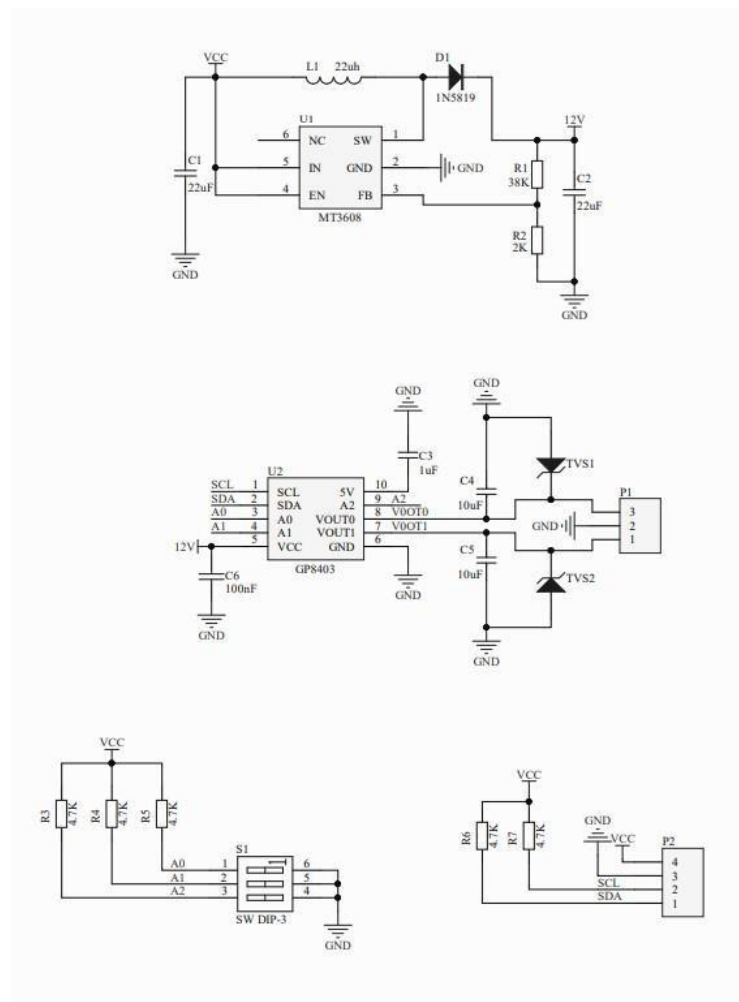 VCC
L1 22uh
D1
1N5819
U1
6 NC SW 1
5 IN GND 2
4 EN FB 3
MT3608
GND
C1
22uF
GND
12V
R1
38K
C2
22uF
R2
2K
GND
GND
C3
1uF
GND
C4
10uF
TVS1
U2
SCL 1 SCL 5V 10
SDA 2 SDA A2 9 A2
A0 3 A0 VOUT0 8 V0OT0
A1 4 A1 VOUT1 7 V0OT1
12V 5 VCC GND 6
GP8403
C6
100nF
GND
GND
C5
10uF
TVS2
GND
P1
3
GND 2
1
VCC
R3 4.7K
R4 4.7K
R5 4.7K
S1
A0 1 6
A1 2 5
A2 3 4
1
SW DIP-3
GND
VCC
R6 4.7K
R7 4.7K
GND
VCC
P2
4
3
SCL 2
SDA 1